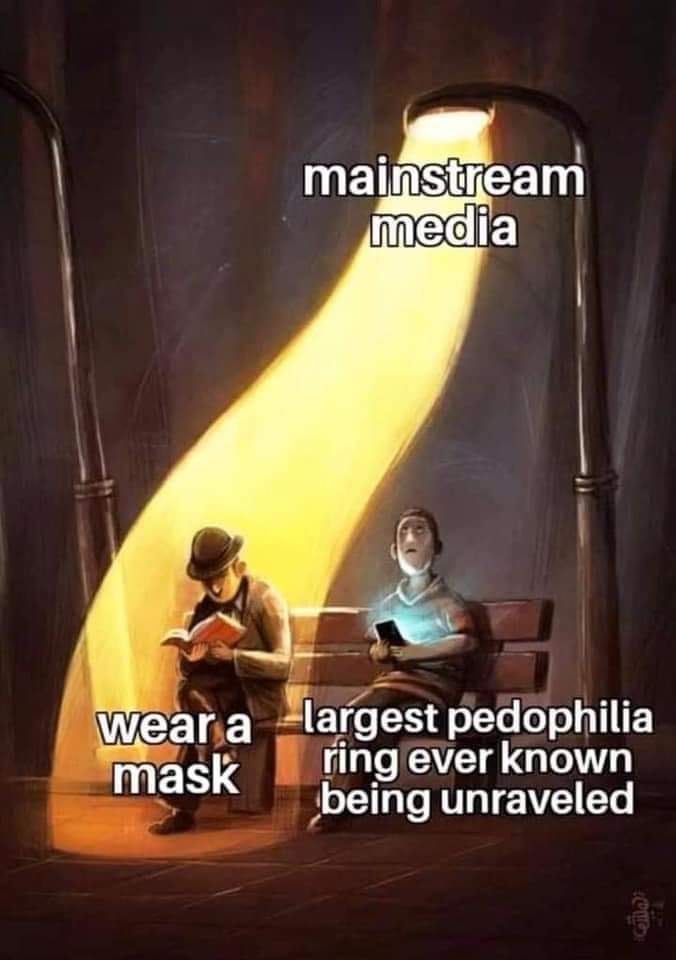 mainstream
media
wear a
mask
largest pedophilia
ring ever known
being unraveled